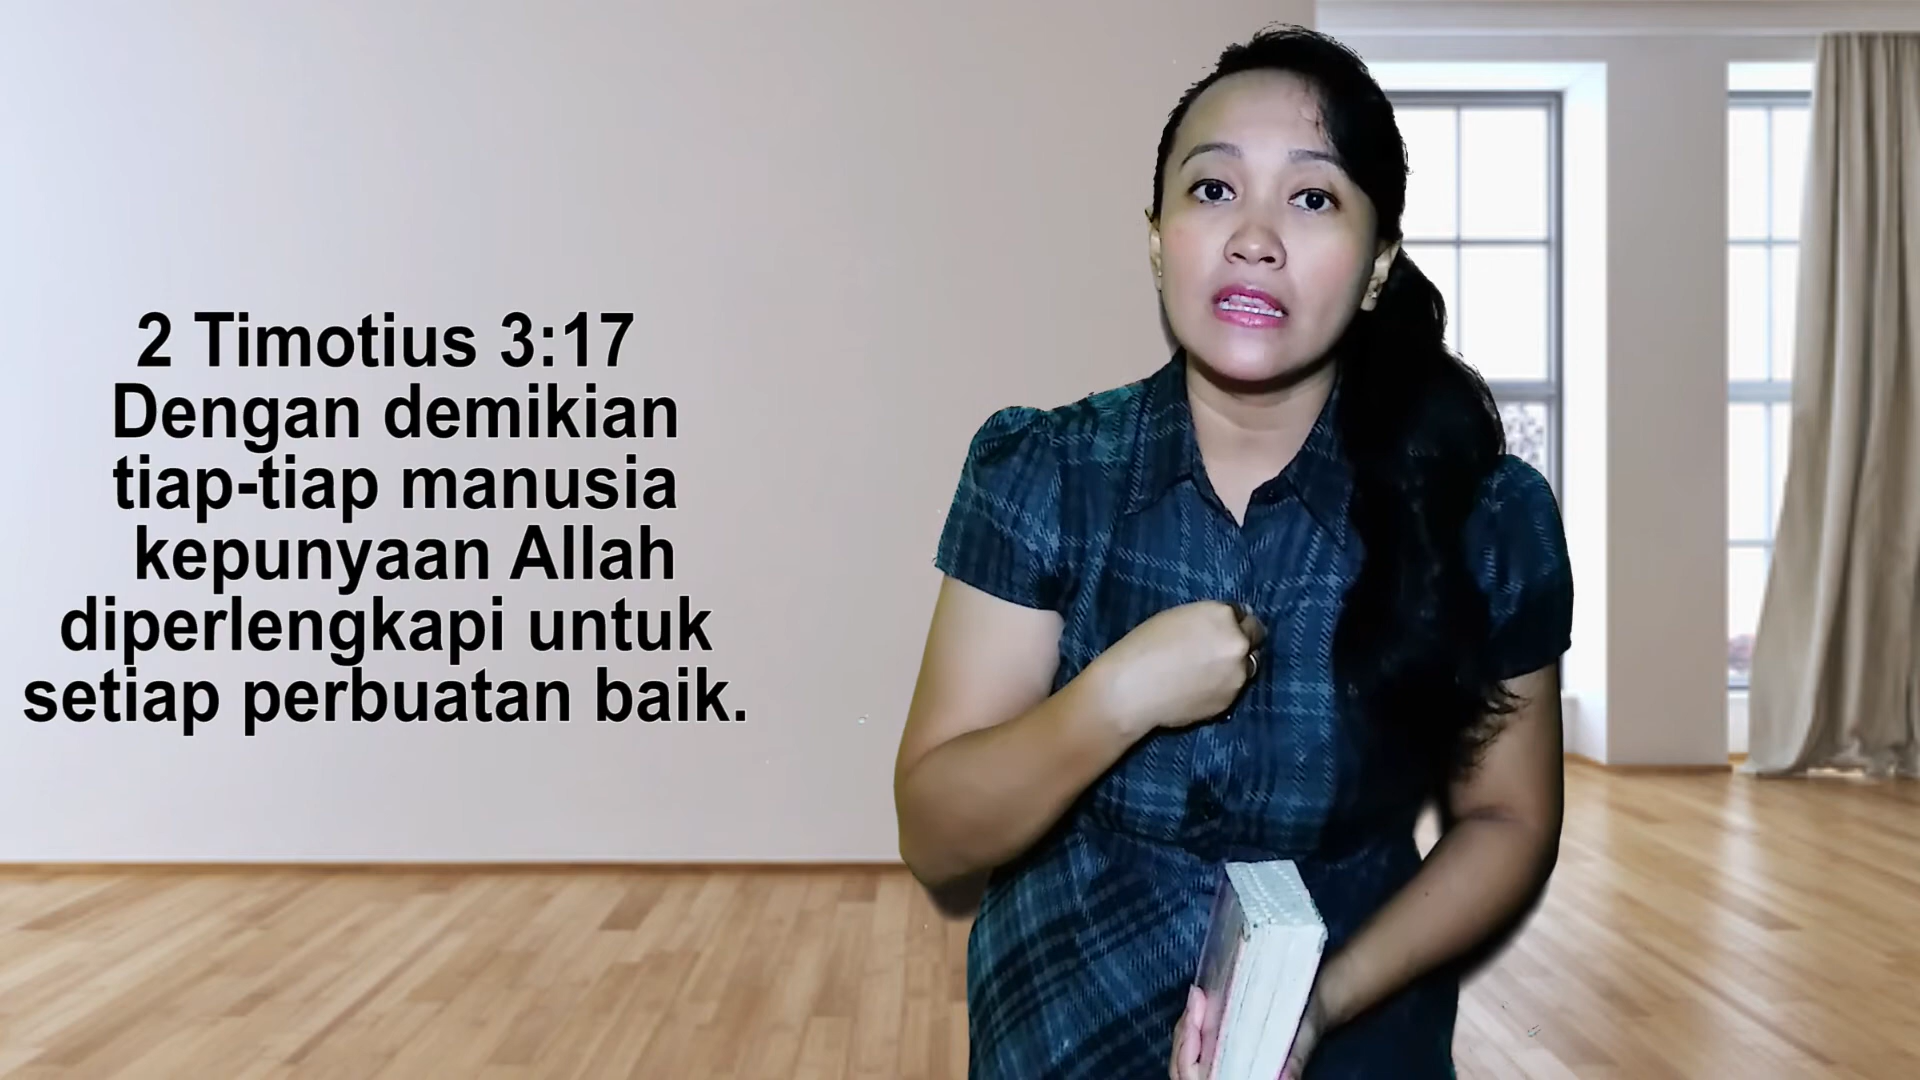 2 Timotius 3:17
Dengan demikian
tiap-tiap manusia
kepunyaan Allah
diperlengkapi untuk
setiap perbuatan baik.